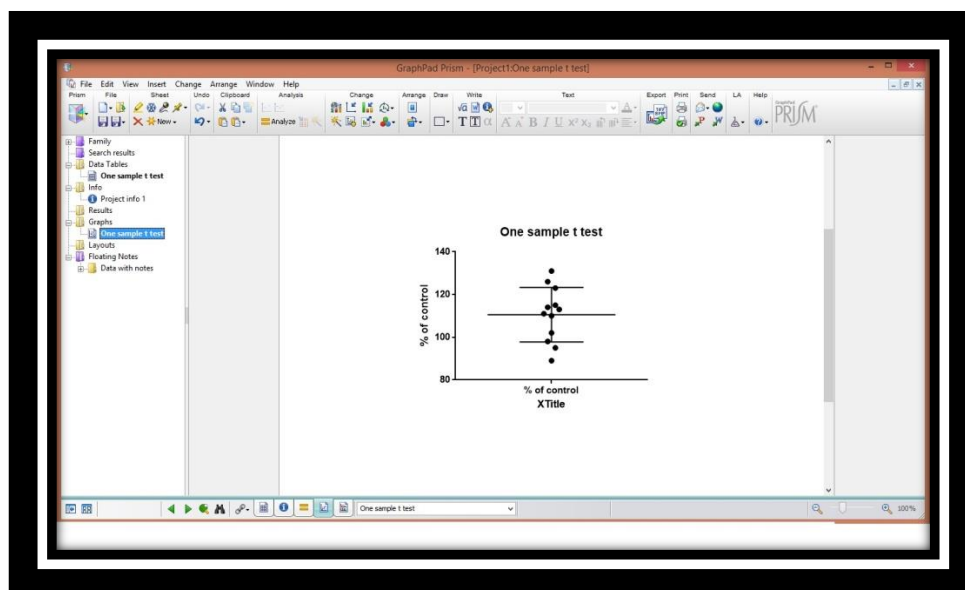 GraphPad Prism - [Project1:One sample t test]
File Edit View Insert Change Arrange Window Help
Prism File Sheet Undo Clipboard Analysis Change Arrange Draw Write Text Export Print Send LA Help
New
Analyze
GraphPad
PRISM
Family
Search results
Data Tables
One sample t test
Info
Project info 1
Results
Graphs
One sample t test
Layouts
Floating Notes
Data with notes
One sample t test
140
120
100
80
% of control
% of control
XTitle
One sample t test
100%